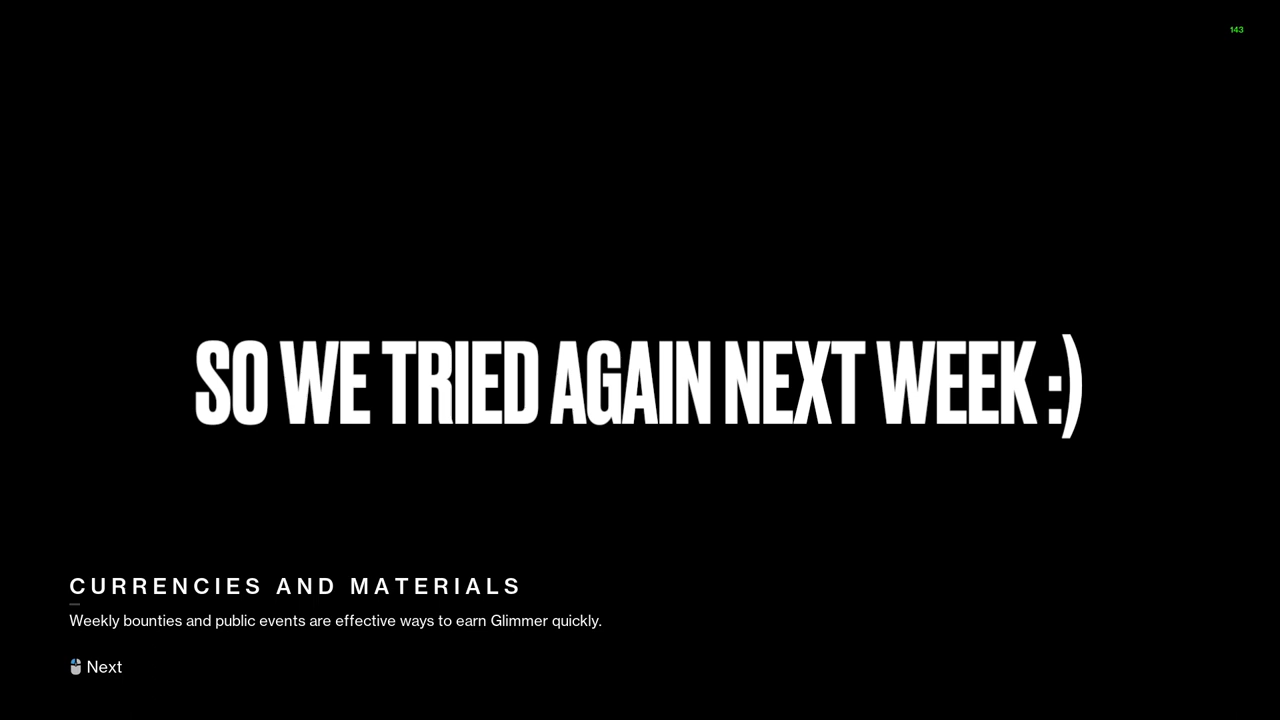 143
SO WE TRIED AGAIN NEXT WEEK :)
CURRENCIES AND MATERIALS
Weekly bounties and public events are effective ways to earn Glimmer quickly.
Next